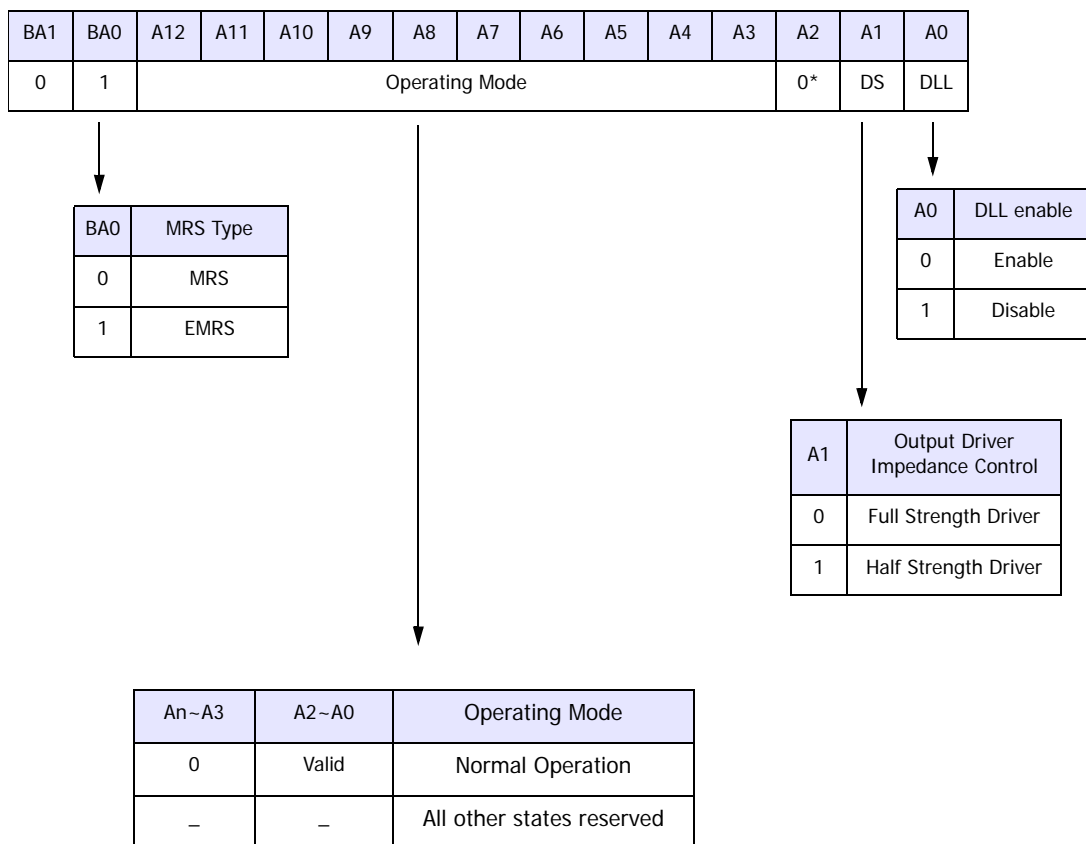 BA1 BA0 A12 A11 A10 A9 A8 A7 A6 A5 A4 A3 A2 A1 A0
0 1 Operating Mode 0* DS DLL
BA0 MRS Type
0 MRS
1 EMRS
A0 DLL enable
0 Enable
1 Disable
A1 Output Driver
Impedance Control
0 Full Strength Driver
1 Half Strength Driver
An~A3 A2~A0 Operating Mode
0 Valid Normal Operation
_ _ All other states reserved